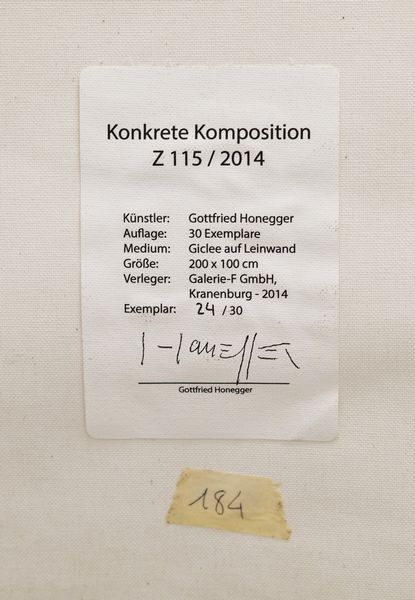 Konkrete Komposition
Z 115 / 2014
Künstler: Gottfried Honegger
Auflage: 30 Exemplare
Medium: Giclee auf Leinwand
Größe: 200 x 100 cm
Verleger: Galerie-F GmbH,
Kranenburg - 2014
Exemplar: 24 / 30
Honegger
Gottfried Honegger
184